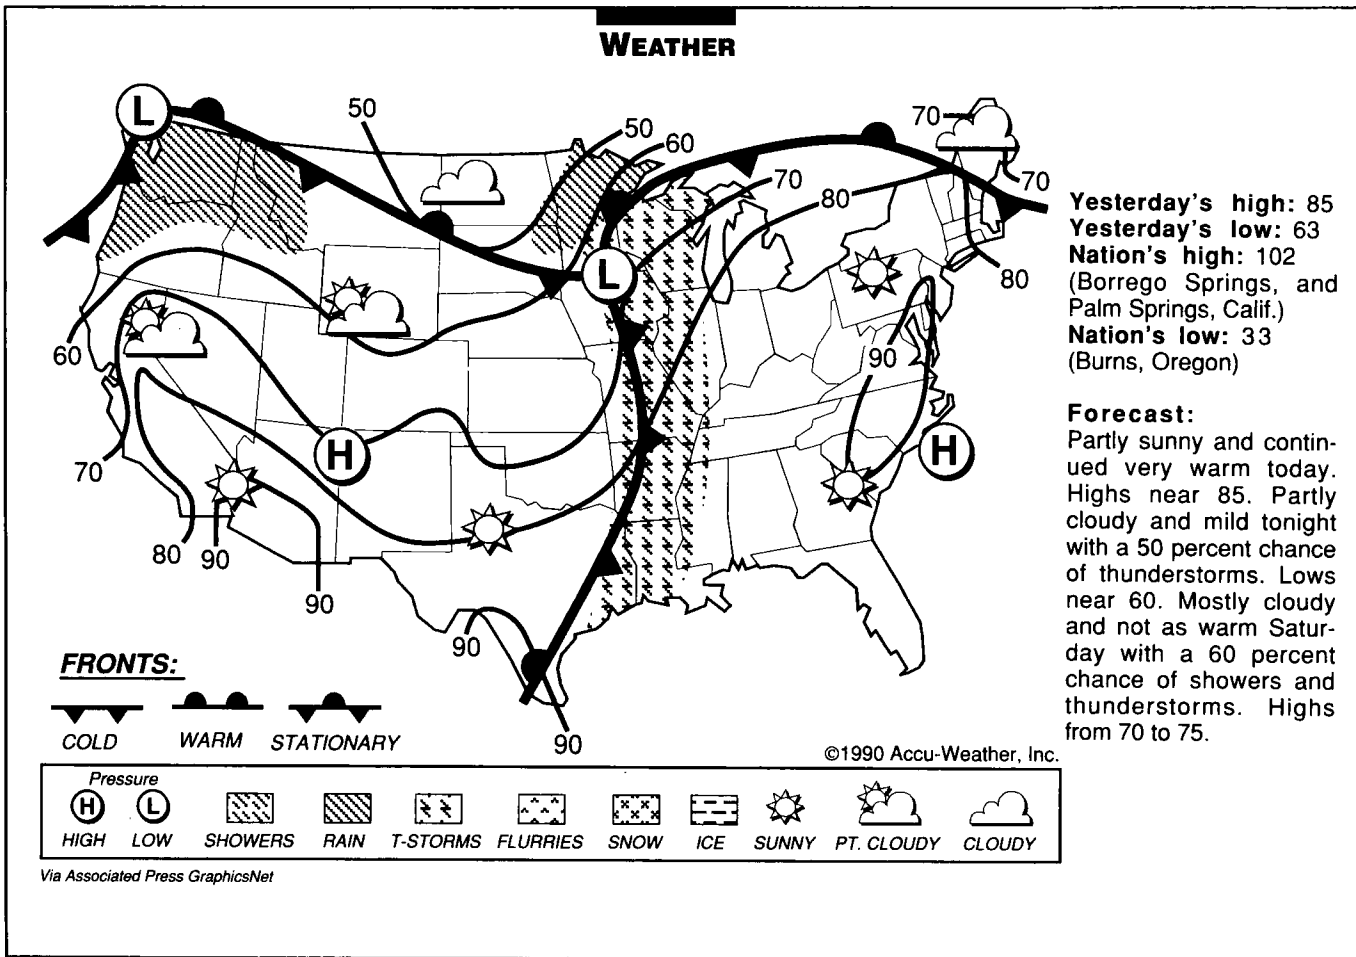 WEATHER
L
50
50
60
70
80
70
70
80
L
60
70
80
90
90
H
90
90
90
H
Yesterday's high: 85
Yesterday's low: 63
Nation's high: 102
(Borrego Springs, and
Palm Springs, Calif.)
Nation's low: 33
(Burns, Oregon)
Forecast:
Partly sunny and contin-
ued very warm today.
Highs near 85. Partly
cloudy and mild tonight
with a 50 percent chance
of thunderstorms. Lows
near 60. Mostly cloudy
and not as warm Satur-
day with a 60 percent
chance of showers and
thunderstorms. Highs
from 70 to 75.
FRONTS:
COLD WARM STATIONARY
©1990 Accu-Weather, Inc.
Pressure
H L
HIGH LOW SHOWERS RAIN T-STORMS FLURRIES SNOW ICE SUNNY PT. CLOUDY CLOUDY
Via Associated Press GraphicsNet